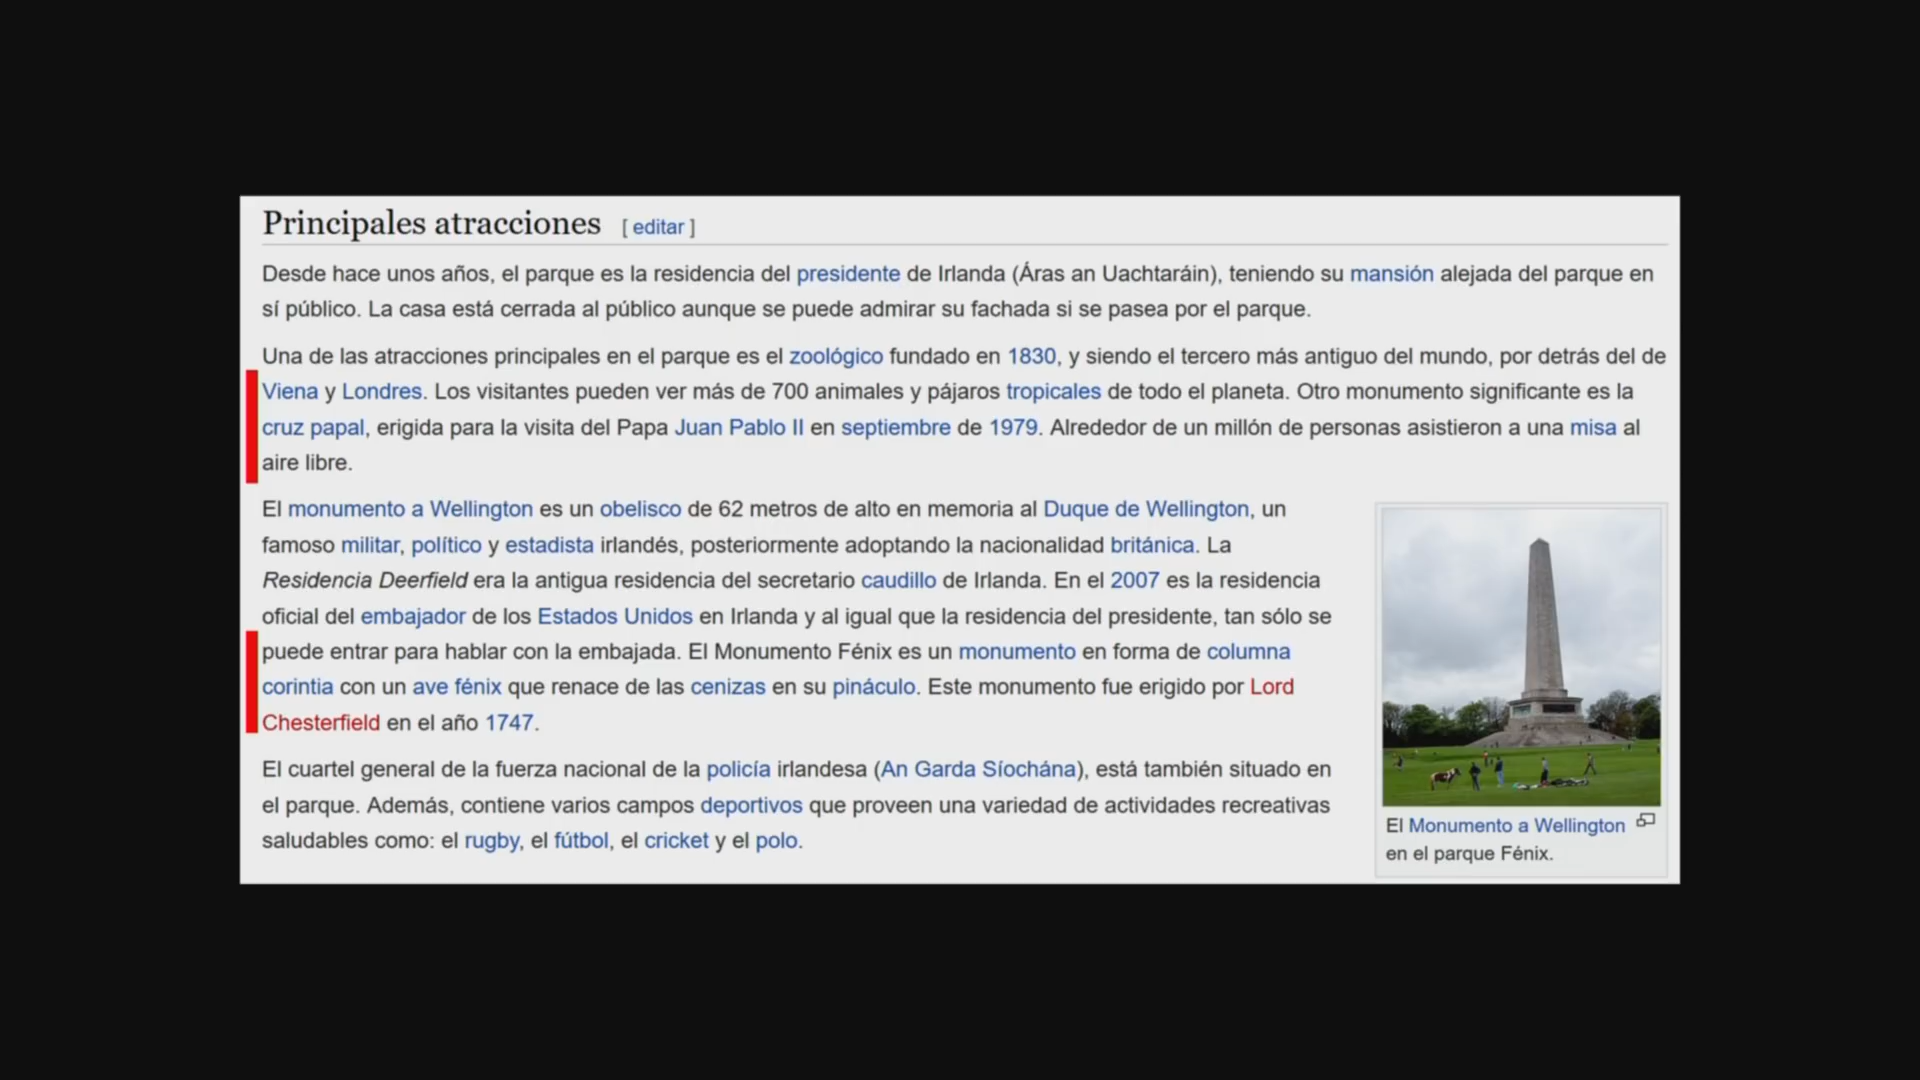 Principales atracciones [ editar ]
Desde hace unos años, el parque es la residencia del presidente de Irlanda (Áras an Uachtaráin), teniendo su mansión alejada del parque en
sí público. La casa está cerrada al público aunque se puede admirar su fachada si se pasea por el parque.
Una de las atracciones principales en el parque es el zoológico fundado en 1830, y siendo el tercero más antiguo del mundo, por detrás del de
Viena y Londres. Los visitantes pueden ver más de 700 animales y pájaros tropicales de todo el planeta. Otro monumento significante es la
cruz papal, erigida para la visita del Papa Juan Pablo II en septiembre de 1979. Alrededor de un millón de personas asistieron a una misa al
aire libre.
El monumento a Wellington es un obelisco de 62 metros de alto en memoria al Duque de Wellington, un
famoso militar, político y estadista irlandés, posteriormente adoptando la nacionalidad británica. La
Residencia Deerfield era la antigua residencia del secretario caudillo de Irlanda. En el 2007 es la residencia
oficial del embajador de los Estados Unidos en Irlanda y al igual que la residencia del presidente, tan sólo se
puede entrar para hablar con la embajada. El Monumento Fénix es un monumento en forma de columna
corintia con un ave fénix que renace de las cenizas en su pináculo. Este monumento fue erigido por Lord
Chesterfield en el año 1747.
El cuartel general de la fuerza nacional de la policía irlandesa (An Garda Síochána), está también situado en
el parque. Además, contiene varios campos deportivos que proveen una variedad de actividades recreativas
saludables como: el rugby, el fútbol, el cricket y el polo.
El Monumento a Wellington
en el parque Fénix.